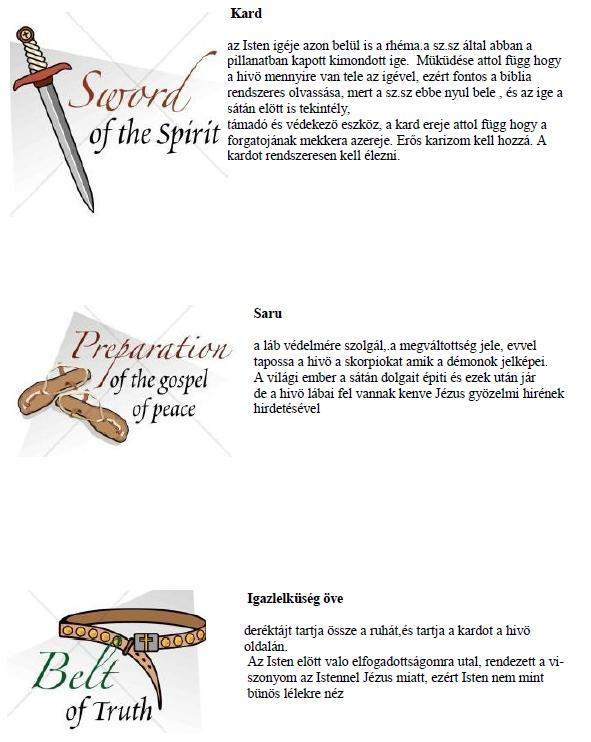 Kard
az Isten igéje azon belül is a rhéma.a sz.sz által abban a
pillanatban kapott kimondott ige.  Müküdése attol függ hogy
a hivö mennyire van tele az igével, ezért fontos a biblia
rendszeres olvassása, mert a sz.sz ebbe nyul bele , és az ige a
sátán elött is tekintély,
támadó és védekezö eszköz, a kard ereje attol függ hogy a
forgatojának mekkera azereje. Erös karizom kell hozzá. A
kardot rendszeresen kell élezni.
Sword
of the Spirit
Saru
a láb védelmére szolgál,.a megváltottség jele, evvel
tapossa a hivö a skorpiokat amik a démonok jelképei.
A világi ember a sátán dolgait épiti és ezek után jár
de a hivö lábai fel vannak kenve Jézus gyözelmi hirének
hirdetésével
Preparation
of the gospel
of peace
Igazlelküség öve
deréktájt tartja össze a ruhát,és tartja a kardot a hivö
oldalán.
Az Isten elött valo elfogadottságomra utal, rendezett a vi-
szonyom az Istennel Jézus miatt, ezért Isten nem mint
bünös lélekre néz
Belt
of Truth